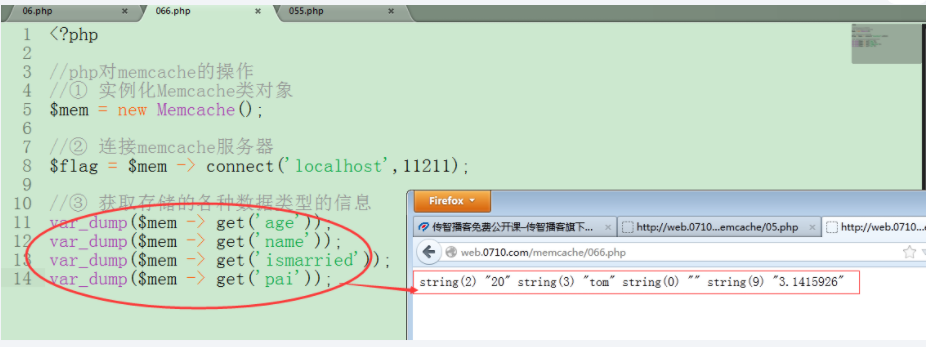 06.php × 066.php × 055.php ×
1 <?php
2
3 //php对memcache的操作
4 //① 实例化Memcache类对象
5 $mem = new Memcache();
6
7 //② 连接memcache服务器
8 $flag = $mem -> connect('localhost',11211);
9
10 //③ 获取存储的各种数据类型的信息
11 var_dump($mem -> get('age'));
12 var_dump($mem -> get('name'));
13 var_dump($mem -> get('ismarried'));
14 var_dump($mem -> get('pai'));
Firefox
传智播客免费公开课-传智播客旗下... × http://web.0710...emcache/05.php × http://web.0710...e
web.0710.com/memcache/066.php
string(2) "20" string(3) "tom" string(0) "" string(9) "3.1415926"